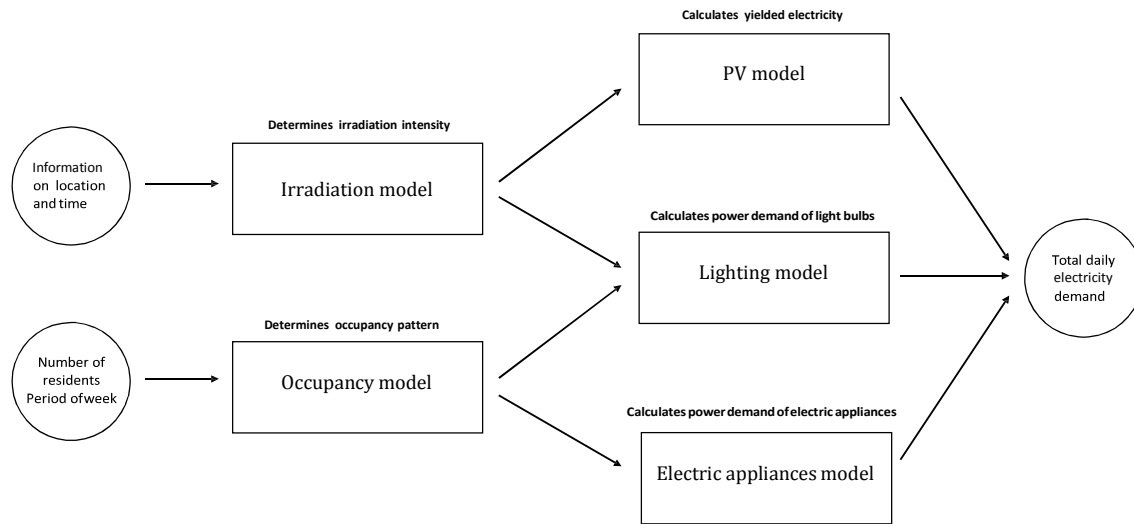 Calculates yielded electricity
PV model
Determines irradiation intensity
Information
on location
and time
Irradiation model
Calculates power demand of light bulbs
Lighting model
Total daily
electricity
demand
Determines occupancy pattern
Number of
residents
Period of week
Occupancy model
Calculates power demand of electric appliances
Electric appliances model